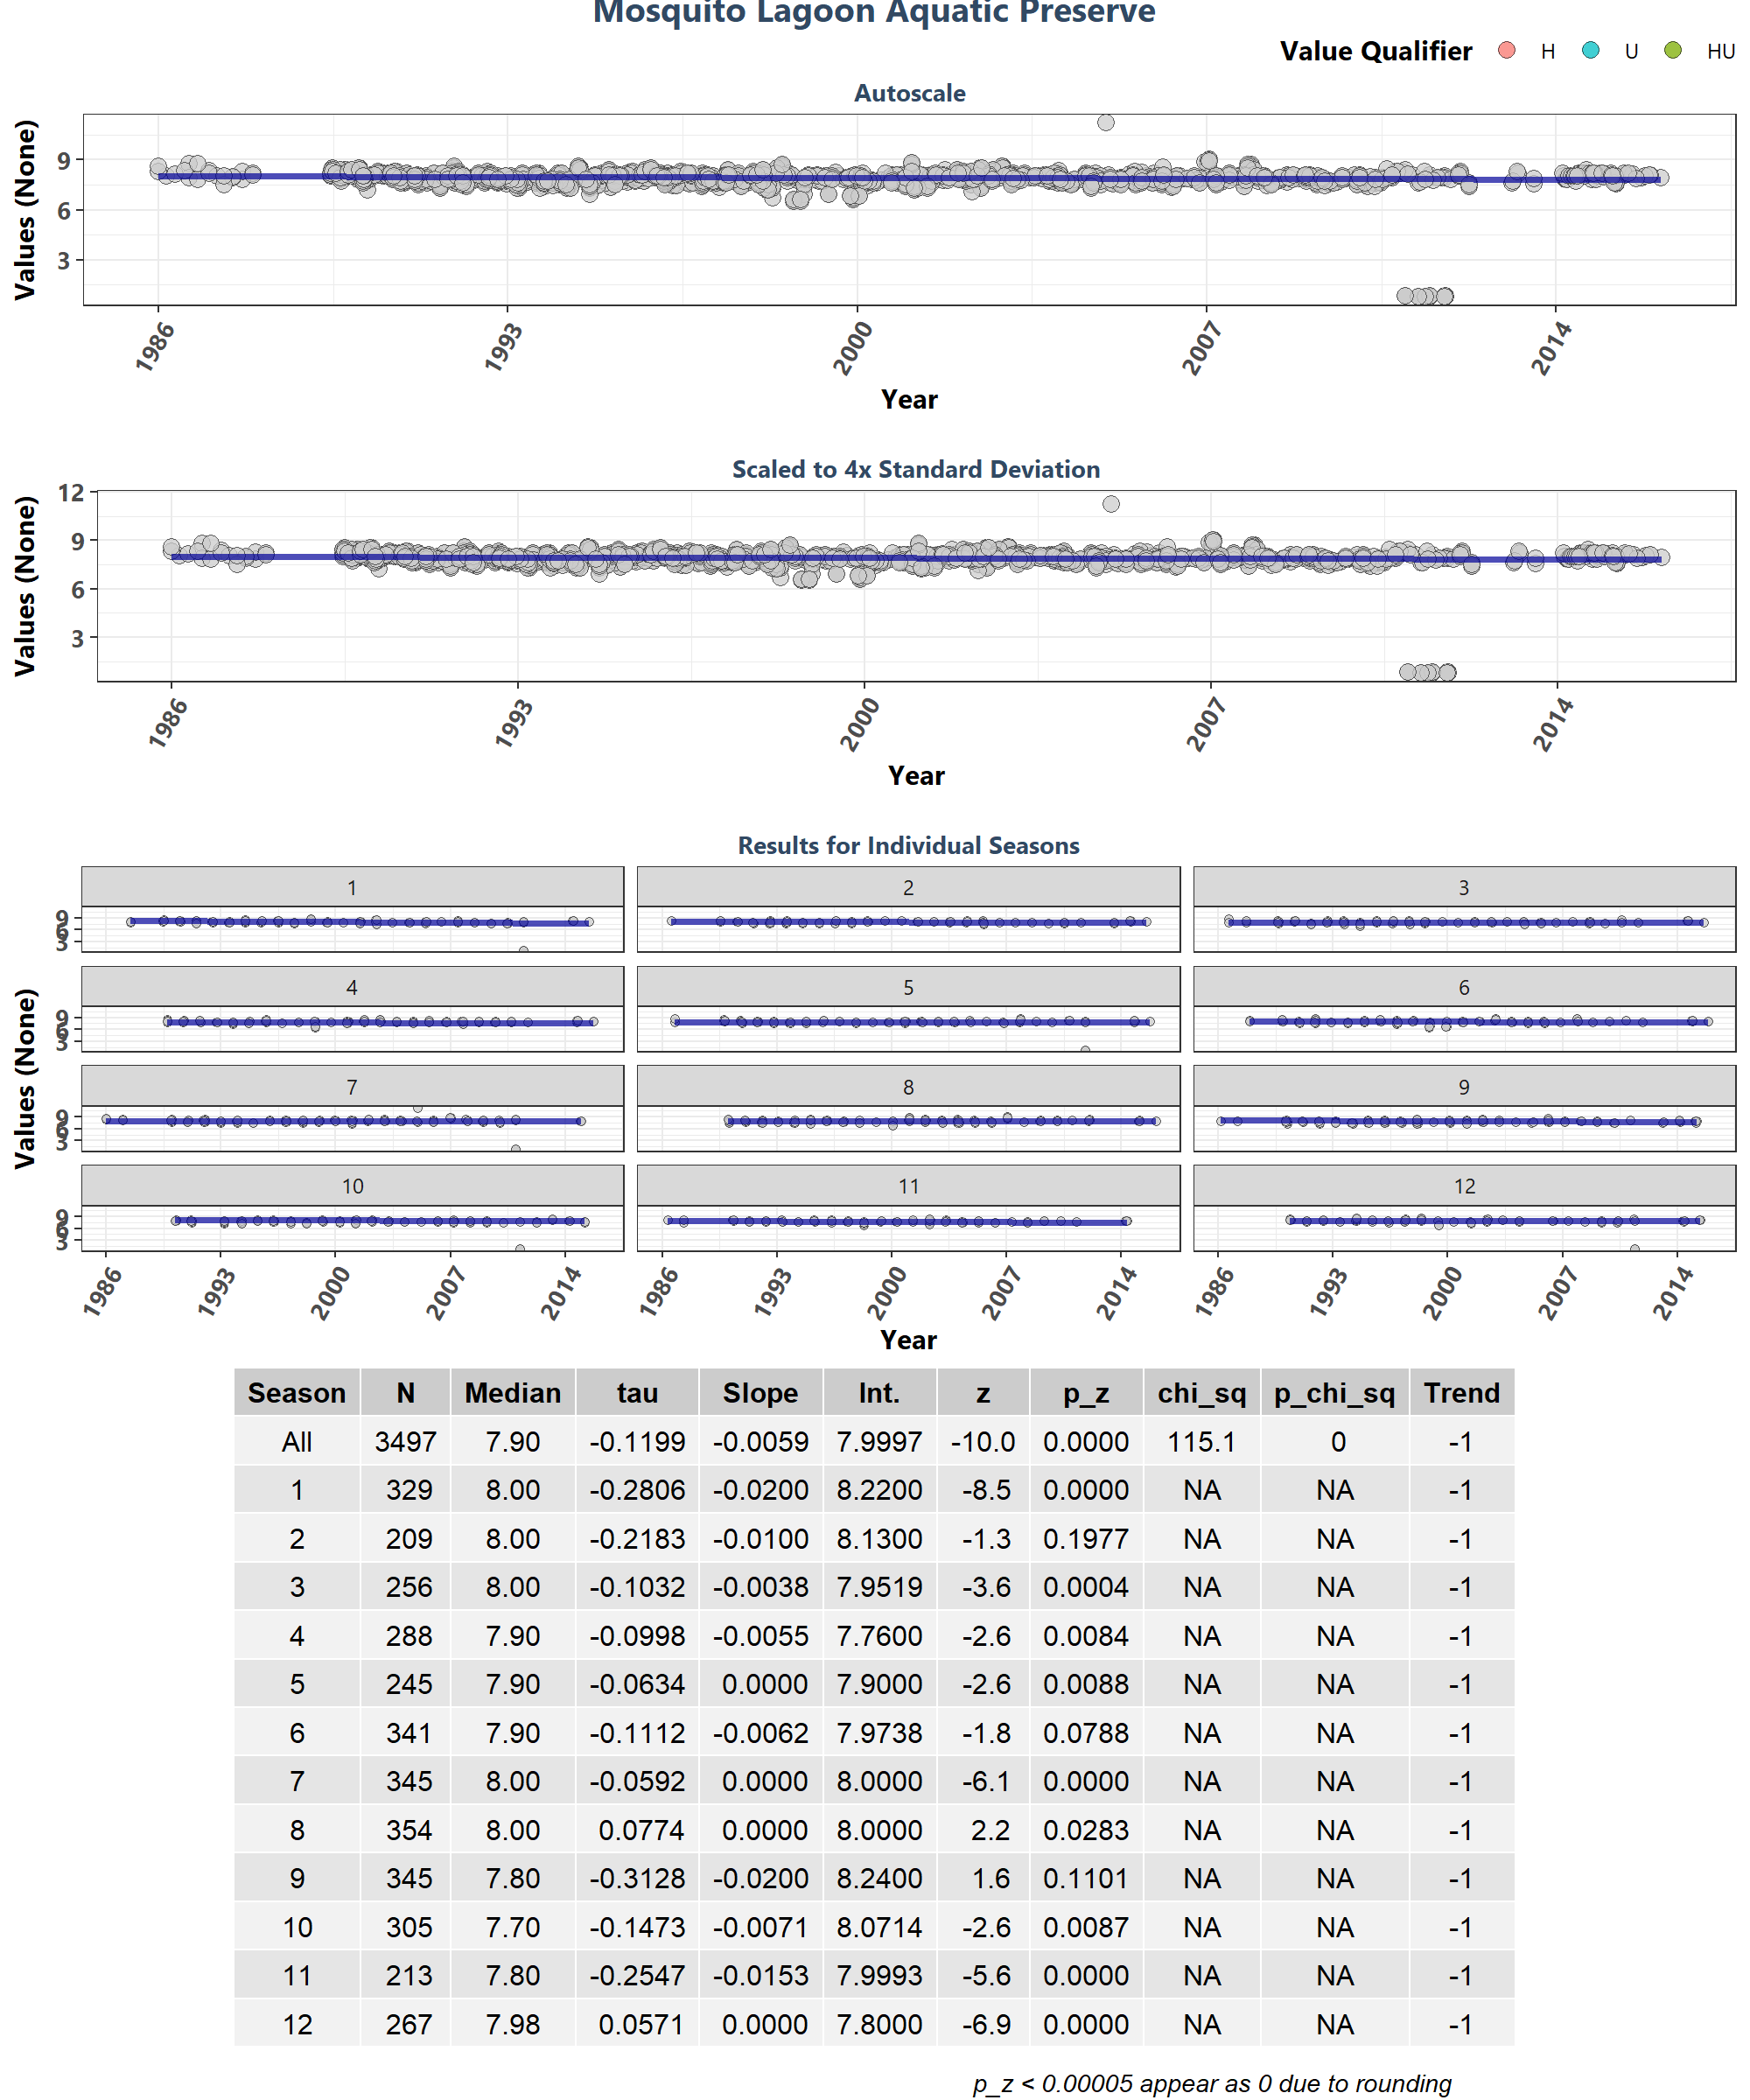 Mosquito Lagoon Aquatic Preserve
Value Qualifier H U HU
Autoscale
Values (None)
9
6
3
1986 1993 2000 2007 2014
Year
Scaled to 4x Standard Deviation
Values (None)
12
9
6
3
1986 1993 2000 2007 2014
Year
Results for Individual Seasons
Values (None)
1 2 3
9
6
3
4 5 6
9
6
3
7 8 9
9
6
3
10 11 12
9
6
3
1986 1993 2000 2007 2014 1986 1993 2000 2007 2014 1986 1993 2000 2007 2014
Year
Season N Median tau Slope Int. z p_z chi_sq p_chi_sq Trend
All 3497 7.90 -0.1199 -0.0059 7.9997 -10.0 0.0000 115.1 0 -1
1 329 8.00 -0.2806 -0.0200 8.2200 -8.5 0.0000 NA NA -1
2 209 8.00 -0.2183 -0.0100 8.1300 -1.3 0.1977 NA NA -1
3 256 8.00 -0.1032 -0.0038 7.9519 -3.6 0.0004 NA NA -1
4 288 7.90 -0.0998 -0.0055 7.7600 -2.6 0.0084 NA NA -1
5 245 7.90 -0.0634 0.0000 7.9000 -2.6 0.0088 NA NA -1
6 341 7.90 -0.1112 -0.0062 7.9738 -1.8 0.0788 NA NA -1
7 345 8.00 -0.0592 0.0000 8.0000 -6.1 0.0000 NA NA -1
8 354 8.00 0.0774 0.0000 8.0000 2.2 0.0283 NA NA -1
9 345 7.80 -0.3128 -0.0200 8.2400 1.6 0.1101 NA NA -1
10 305 7.70 -0.1473 -0.0071 8.0714 -2.6 0.0087 NA NA -1
11 213 7.80 -0.2547 -0.0153 7.9993 -5.6 0.0000 NA NA -1
12 267 7.98 0.0571 0.0000 7.8000 -6.9 0.0000 NA NA -1
p_z < 0.00005 appear as 0 due to rounding